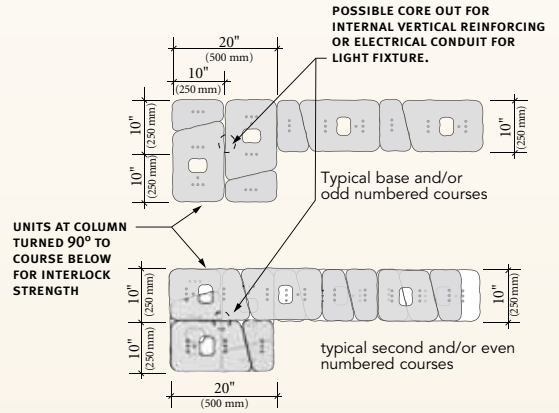 POSSIBLE CORE OUT FOR
INTERNAL VERTICAL REINFORCING
OR ELECTRICAL CONDUIT FOR
LIGHT FIXTURE.
20"
(500 mm)
10"
(250 mm)
10"
(250 mm)
10"
(250 mm)
10"
(250 mm)
Typical base and/or
odd numbered courses
UNITS AT COLUMN
TURNED 90º TO
COURSE BELOW
FOR INTERLOCK
STRENGTH
10"
(250 mm)
10"
(250 mm)
10"
(250 mm)
typical second and/or even
numbered courses
20"
(500 mm)